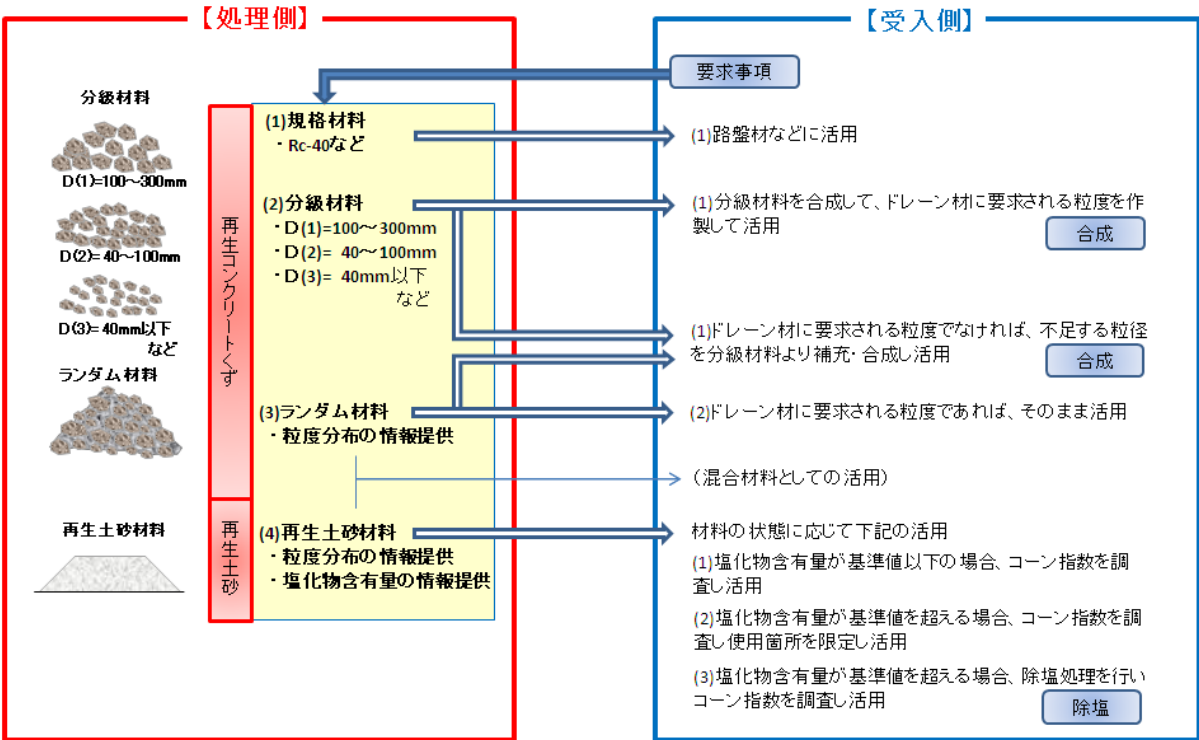 【処理側】
【受入側】
要求事項
分級材料
D(1)=100～300mm
D(2)= 40～100mm
D(3)= 40mm以下
など
ランダム材料
再生土砂材料
再生コンクリートくず
再生土砂
(1)規格材料
・Rc-40など
(2)分級材料
・D(1)=100～300mm
・D(2)= 40～100mm
・D(3)= 40mm以下
など
(3)ランダム材料
・粒度分布の情報提供
(4)再生土砂材料
・粒度分布の情報提供
・塩化物含有量の情報提供
(1)路盤材などに活用
(1)分級材料を合成して、ドレーン材に要求される粒度を作
製して活用
合成
(1)ドレーン材に要求される粒度でなければ、不足する粒径
を分級材料より補充・合成し活用
合成
(2)ドレーン材に要求される粒度であれば、そのまま活用
（混合材料としての活用）
材料の状態に応じて下記の活用
(1)塩化物含有量が基準値以下の場合、コーン指数を調
査し活用
(2)塩化物含有量が基準値を超える場合、コーン指数を調
査し使用箇所を限定し活用
(3)塩化物含有量が基準値を超える場合、除塩処理を行い
コーン指数を調査し活用
除塩